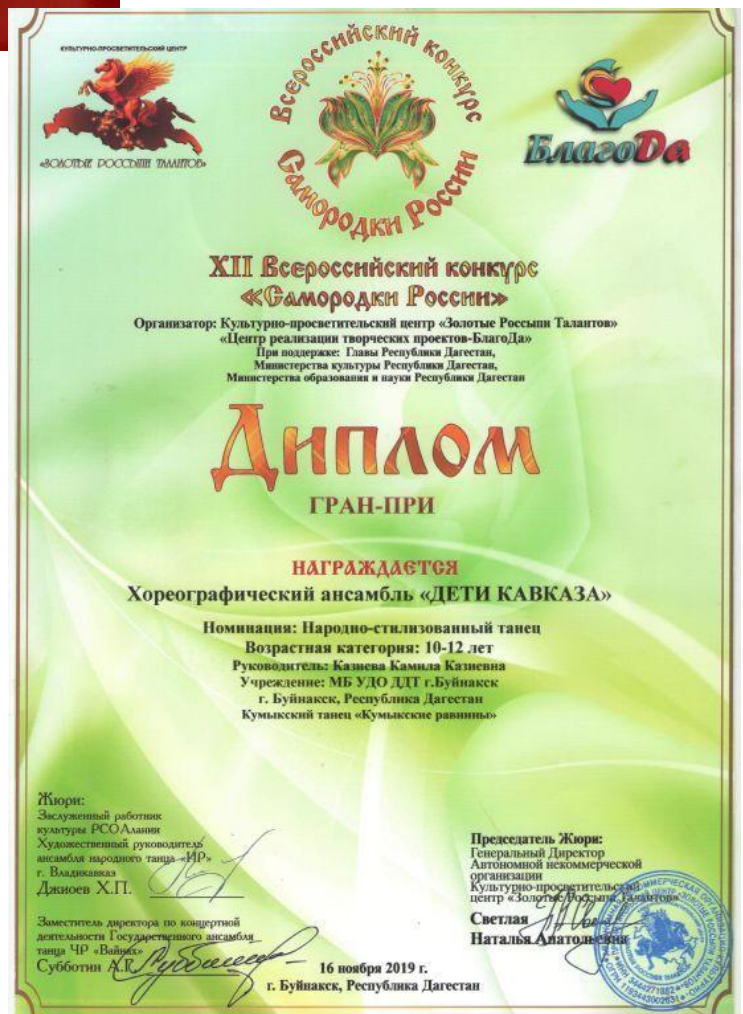 КУЛЬТУРНО-ПРОСВЕТИТЕЛЬСКИЙ ЦЕНТР
«ЗОЛОТЫЕ РОССЫПИ ТАЛАНТОВ»
Всероссийский конкурс
Самородки России
БлагоДа
XII Всероссийский конкурс
«Самородки России»
Организатор: Культурно-просветительский центр «Золотые Россыпи Талантов»
«Центр реализации творческих проектов-БлагоДа»
При поддержке: Главы Республики Дагестан,
Министерства культуры Республики Дагестан,
Министерства образования и науки Республики Дагестан
Диплом
ГРАН-ПРИ
НАГРАЖДАЕТСЯ
Хореографический ансамбль «ДЕТИ КАВКАЗА»
Номинация: Народно-стилизованный танец
Возрастная категория: 10-12 лет
Руководитель: Казиева Камила Казиевна
Учреждение: МБ УДО ДДТ г.Буйнакск
г. Буйнакск, Республика Дагестан
Кумыкский танец «Кумыкские равнины»
Жюри:
Заслуженный работник
культуры РСОАлании
Художественный руководитель
ансамбля народного танца «ИР»
г. Владикавказ
Джиоев Х.П.
Заместитель директора по концертной
деятельности Государственного ансамбля
танца ЧР «Вайнах»
Субботин А.Г.
Председатель Жюри:
Генеральный Директор
Автономной некоммерческой
организации
Культурно-просветительский
центр «Золотые Россыпи Талантов»
Светлая
Наталья Анатольевна
16 ноября 2019 г.
г. Буйнакск, Республика Дагестан